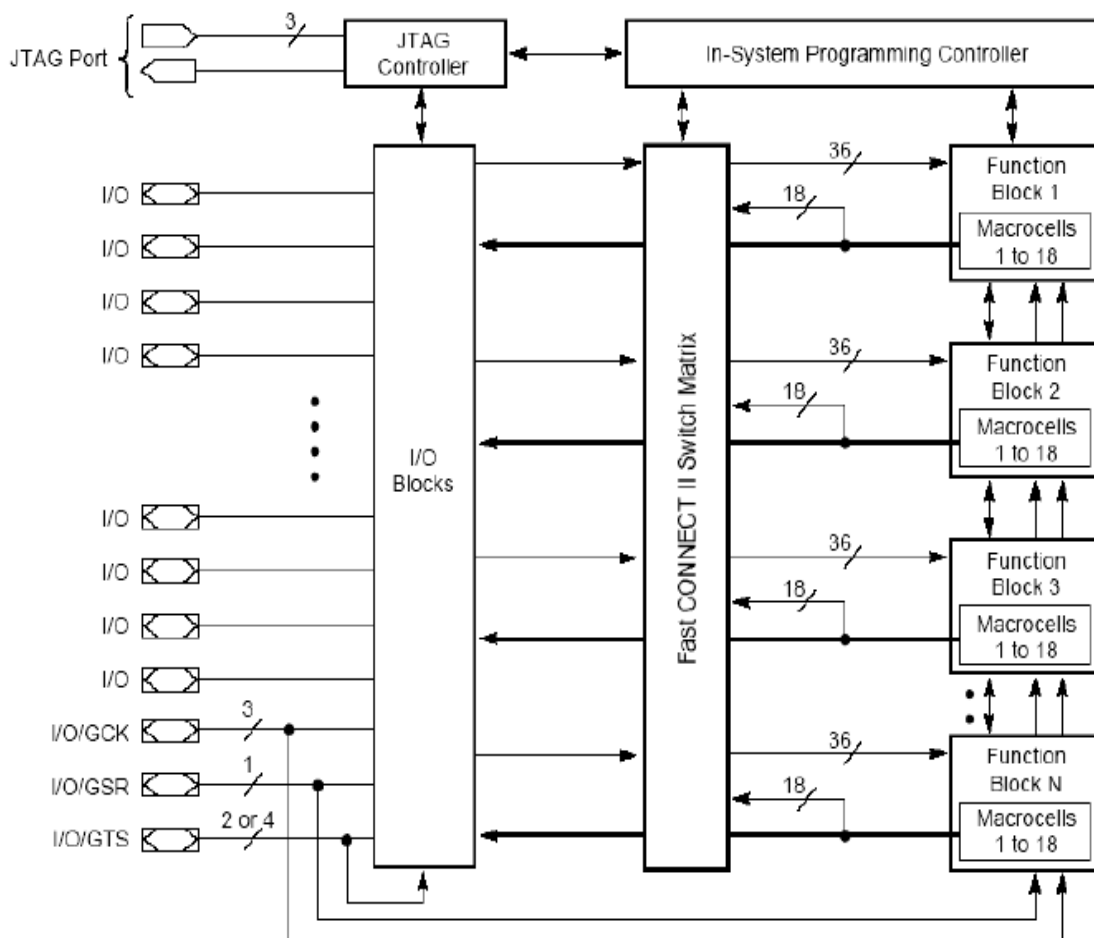 JTAG Port
3
JTAG
Controller
In-System Programming Controller
I/O
I/O
I/O
I/O
I/O
I/O
I/O
I/O
I/O/GCK
3
I/O/GSR
1
I/O/GTS
2 or 4
I/O
Blocks
Fast CONNECT II Switch Matrix
36
18
Function
Block 1
Macrocells
1 to 18
36
18
Function
Block 2
Macrocells
1 to 18
36
18
Function
Block 3
Macrocells
1 to 18
36
18
Function
Block N
Macrocells
1 to 18